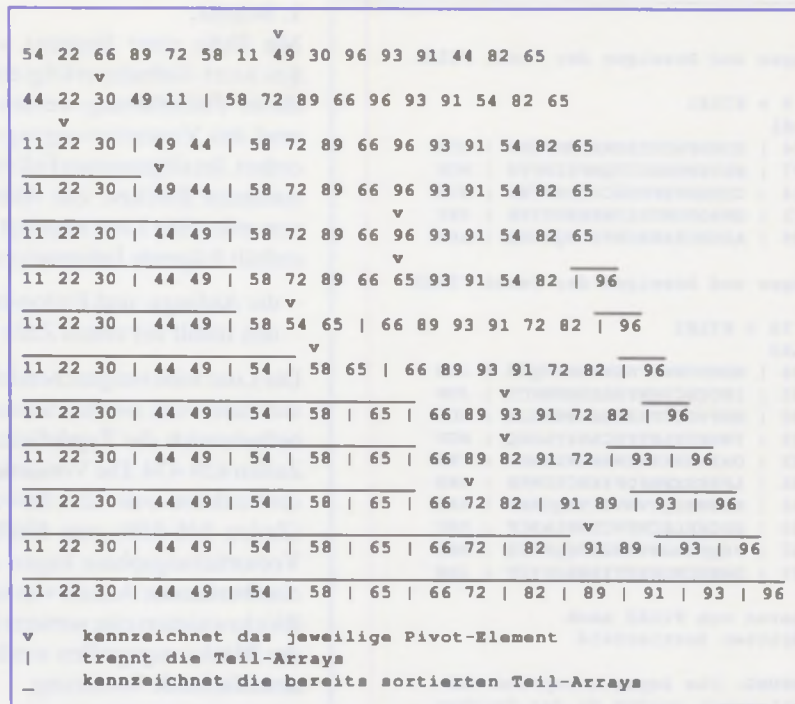 v
54 22 66 89 72 58 11 49 30 96 93 91 44 82 65
v
44 22 30 49 11 | 58 72 89 66 96 93 91 54 82 65
v
11 22 30 | 49 44 | 58 72 89 66 96 93 91 54 82 65
v
11 22 30 | 49 44 | 58 72 89 66 96 93 91 54 82 65
v
11 22 30 | 44 49 | 58 72 89 66 96 93 91 54 82 65
v
11 22 30 | 44 49 | 58 72 89 66 65 93 91 54 82 | 96
v
11 22 30 | 44 49 | 58 54 65 | 66 89 93 91 72 82 | 96
v
11 22 30 | 44 49 | 54 | 58 65 | 66 89 93 91 72 82 | 96
v
11 22 30 | 44 49 | 54 | 58 | 65 | 66 89 93 91 72 82 | 96
v
11 22 30 | 44 49 | 54 | 58 | 65 | 66 89 82 91 72 | 93 | 96
v
11 22 30 | 44 49 | 54 | 58 | 65 | 66 72 82 | 91 89 | 93 | 96
v
11 22 30 | 44 49 | 54 | 58 | 65 | 66 72 | 82 | 91 89 | 93 | 96
11 22 30 | 44 49 | 54 | 58 | 65 | 66 72 | 82 | 89 | 91 | 93 | 96
v kennzeichnet das jeweilige Pivot-Element
| trennt die Teil-Arrays
_ kennzeichnet die bereits sortierten Teil-Arrays